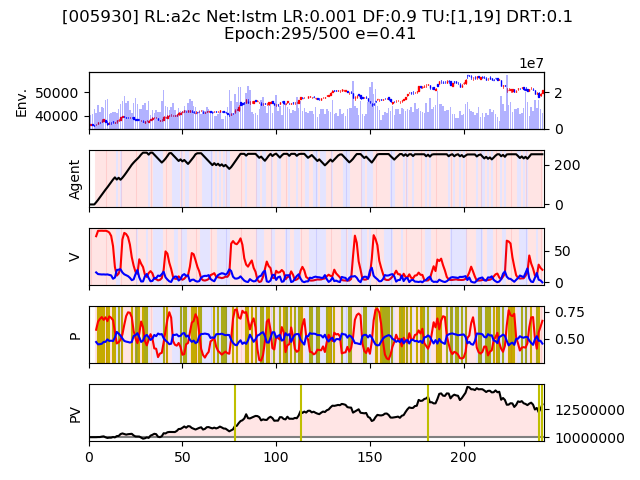 [005930] RL:a2c Net:lstm LR:0.001 DF:0.9 TU:[1,19] DRT:0.1
Epoch:295/500 e=0.41
1e7
Env.
50000
40000
2
0
Agent
200
0
V
50
0
P
0.75
0.50
PV
12500000
10000000
0
50
100
150
200